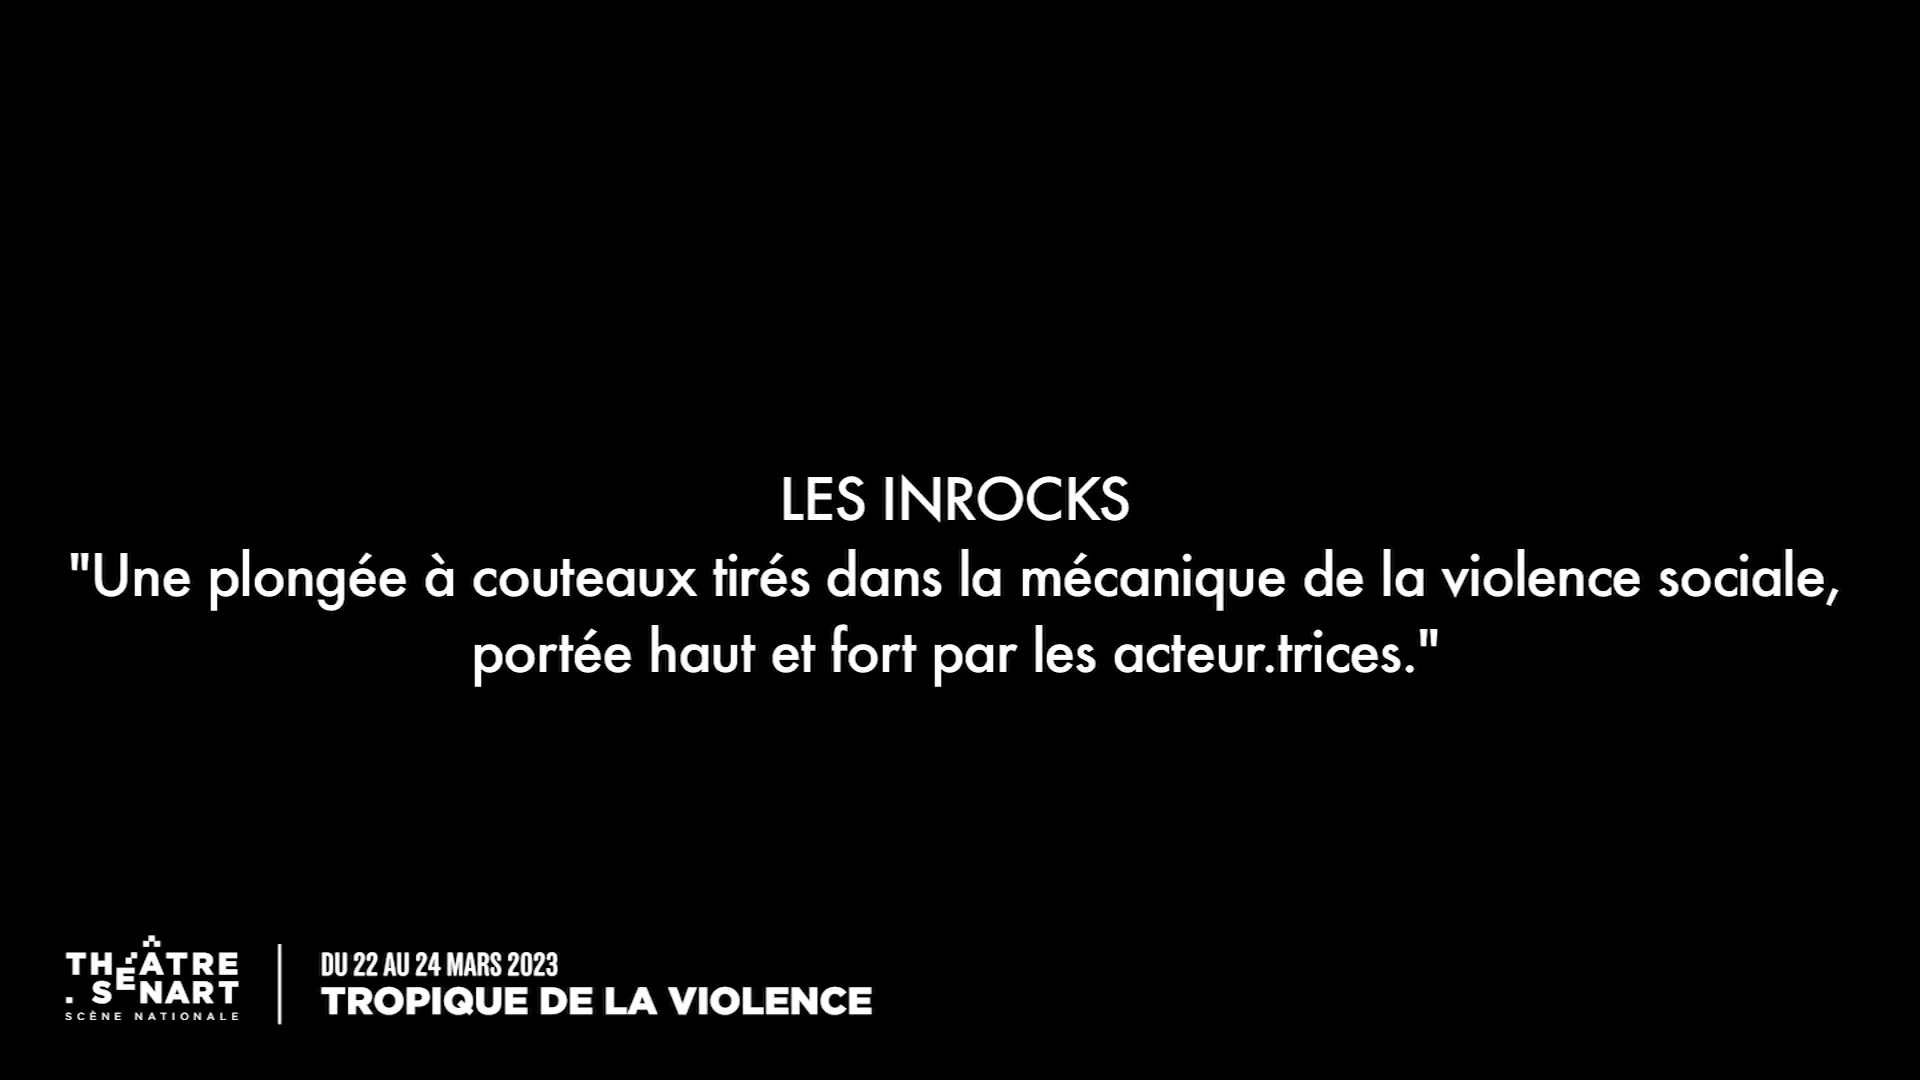 LES INROCKS
"Une plongée à couteaux tirés dans la mécanique de la violence sociale,
portée haut et fort par les acteur.trices."
THÉÂTRE
. SÉNART
SCÈNE NATIONALE
DU 22 AU 24 MARS 2023
TROPIQUE DE LA VIOLENCE